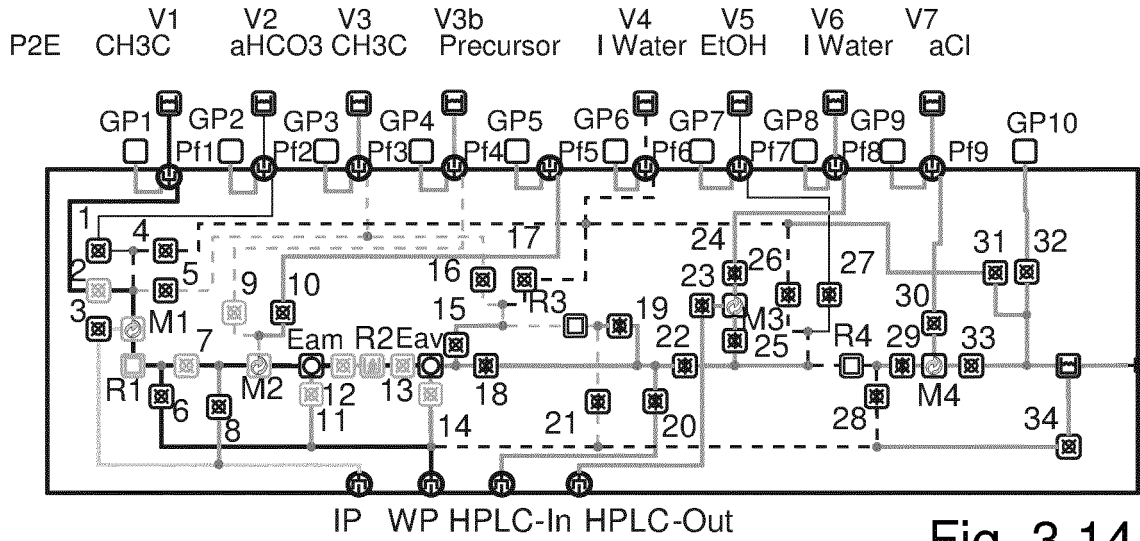 V1 V2 V3 V3b V4 V5 V6 V7
P2E CH3C aHCO3 CH3C Precursor I Water EtOH I Water aCl
GP1 GP2 GP3 GP4 GP5 GP6 GP7 GP8 GP9 GP10
Pf1 Pf2 Pf3 Pf4 Pf5 Pf6 Pf7 Pf8 Pf9
1 4 17 24 31 32
2 5 9 10 16 R3 23 26 27 30
3 M1 15 19 M3
7 Eam R2 Eav 22 25 R4 29 33
R1 M2 12 13 18 M4
6 8 11 14 21 20 28 34
IP WP HPLC-In HPLC-Out
Fig. 3.14